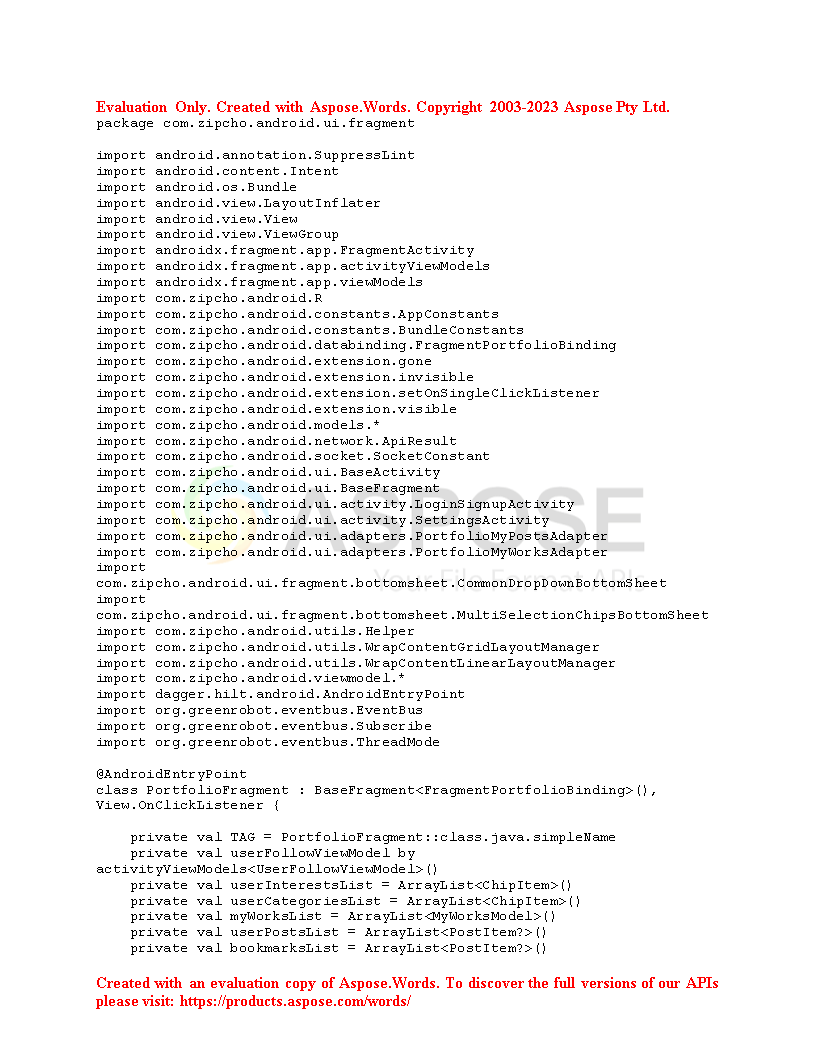 Evaluation Only. Created with Aspose.Words. Copyright 2003-2023 Aspose Pty Ltd.
package com.zipcho.android.ui.fragment
import android.annotation.SuppressLint
import android.content.Intent
import android.os.Bundle
import android.view.LayoutInflater
import android.view.View
import android.view.ViewGroup
import androidx.fragment.app.FragmentActivity
import androidx.fragment.app.activityViewModels
import androidx.fragment.app.viewModels
import com.zipcho.android.R
import com.zipcho.android.constants.AppConstants
import com.zipcho.android.constants.BundleConstants
import com.zipcho.android.databinding.FragmentPortfolioBinding
import com.zipcho.android.extension.gone
import com.zipcho.android.extension.invisible
import com.zipcho.android.extension.setOnSingleClickListener
import com.zipcho.android.extension.visible
import com.zipcho.android.models.*
import com.zipcho.android.network.ApiResult
import com.zipcho.android.socket.SocketConstant
import com.zipcho.android.ui.BaseActivity
import com.zipcho.android.ui.BaseFragment
import com.zipcho.android.ui.activity.LoginSignupActivity
import com.zipcho.android.ui.activity.SettingsActivity
import com.zipcho.android.ui.adapters.PortfolioMyPostsAdapter
import com.zipcho.android.ui.adapters.PortfolioMyWorksAdapter
import
com.zipcho.android.ui.fragment.bottomsheet.CommonDropDownBottomSheet
import
com.zipcho.android.ui.fragment.bottomsheet.MultiSelectionChipsBottomSheet
import com.zipcho.android.utils.Helper
import com.zipcho.android.utils.WrapContentGridLayoutManager
import com.zipcho.android.utils.WrapContentLinearLayoutManager
import com.zipcho.android.viewmodel.*
import dagger.hilt.android.AndroidEntryPoint
import org.greenrobot.eventbus.EventBus
import org.greenrobot.eventbus.Subscribe
import org.greenrobot.eventbus.ThreadMode
@AndroidEntryPoint
class PortfolioFragment : BaseFragment<FragmentPortfolioBinding>(),
View.OnClickListener {
private val TAG = PortfolioFragment::class.java.simpleName
private val userFollowViewModel by
activityViewModels<UserFollowViewModel>()
private val userInterestsList = ArrayList<ChipItem>()
private val userCategoriesList = ArrayList<ChipItem>()
private val myWorksList = ArrayList<MyWorksModel>()
private val userPostsList = ArrayList<PostItem?>()
private val bookmarksList = ArrayList<PostItem?>()
Created with an evaluation copy of Aspose.Words. To discover the full versions of our APIs
please visit: https://products.aspose.com/words/
ASPOSE
Your File Format APIs